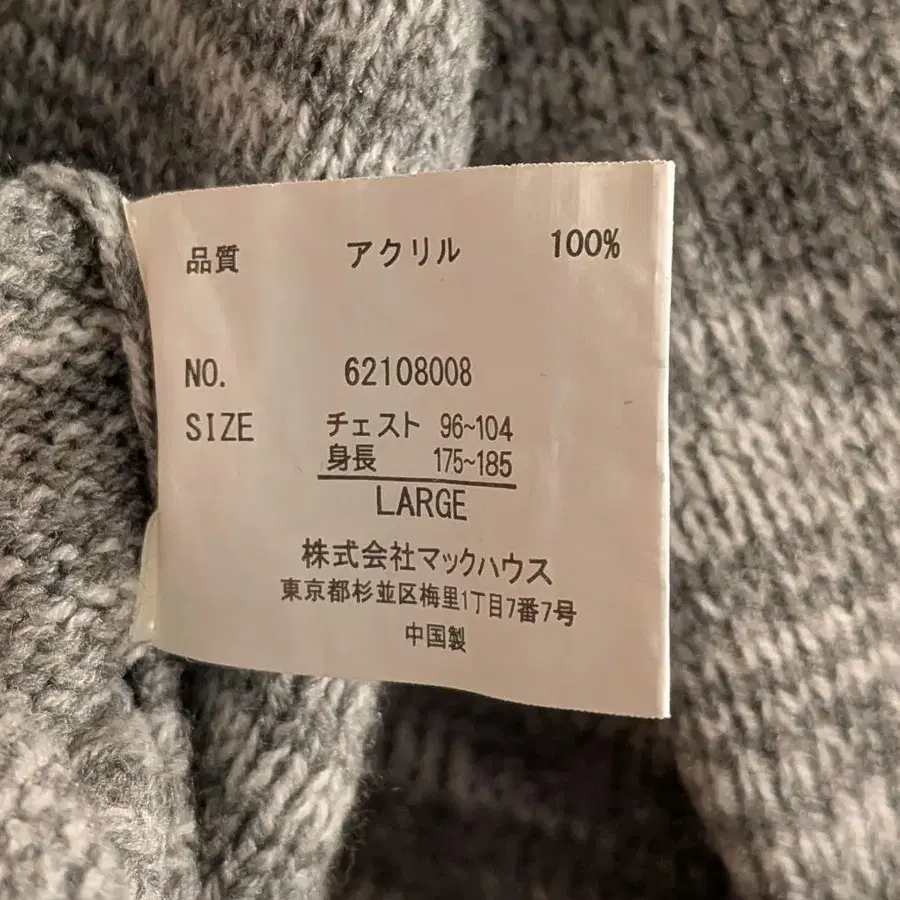 品質 アクリル 100%
NO. 62108008
SIZE チェスト 96~104
身長 175~185
LARGE
株式会社マックハウス
東京都杉並区梅里1丁目7番7号
中国製